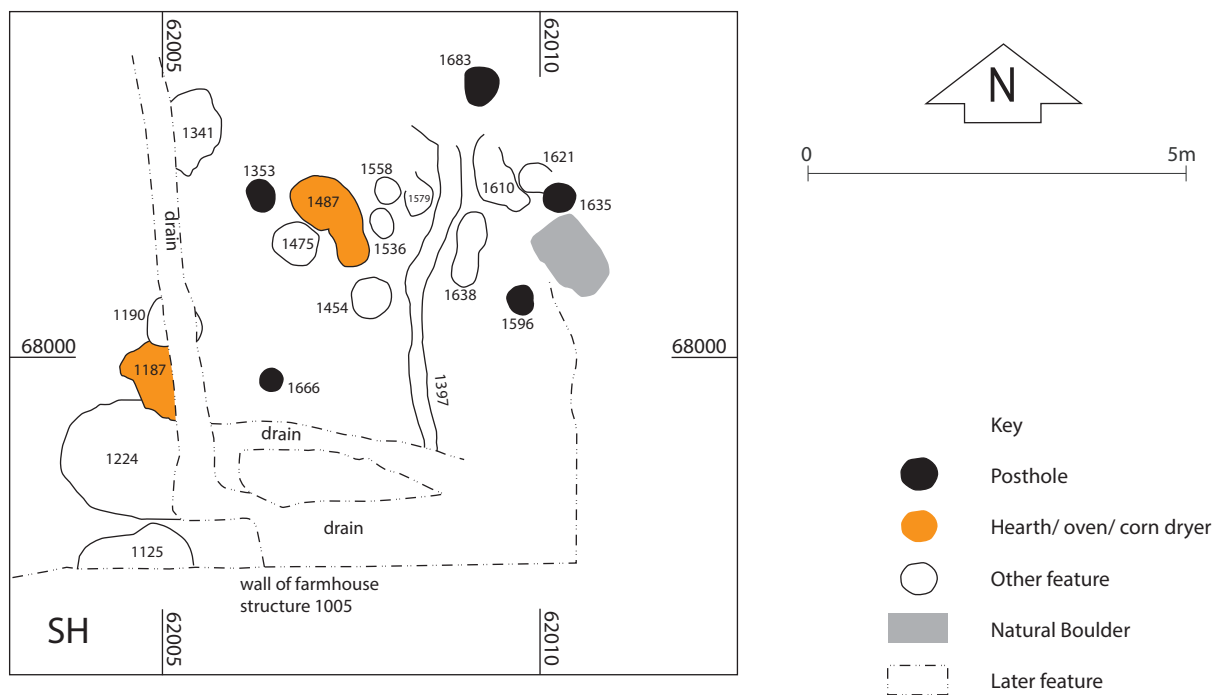 62005
62010
1683
1341
1621
1353
1558
1610
1487
1579
1635
drain
1475
1536
1454
1638
1190
1596
68000
68000
1187
1666
1397
drain
1224
drain
1125
wall of farmhouse
structure 1005
SH
62005
62010
N
0
5m
Key
Posthole
Hearth/ oven/ corn dryer
Other feature
Natural Boulder
Later feature